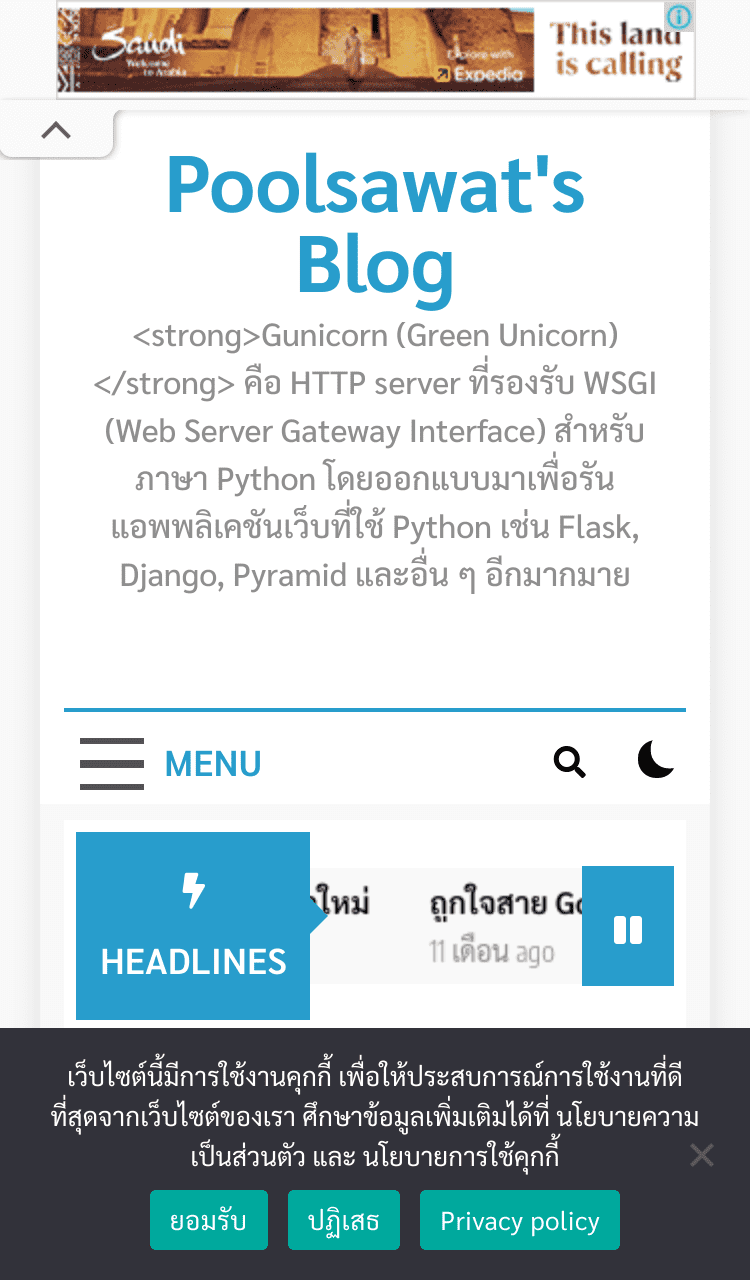 Saudi
Welcome
to Arabia
Explore with
Expedia
This land
is calling
Poolsawat's
Blog
<strong>Gunicorn (Green Unicorn)
</strong> คือ HTTP server ที่รองรับ WSGI
(Web Server Gateway Interface) สำหรับ
ภาษา Python โดยออกแบบมาเพื่อรัน
แอพพลิเคชันเว็บที่ใช้ Python เช่น Flask,
Django, Pyramid และอื่น ๆ อีกมากมาย
MENU
HEADLINES
ใหม่
ถูกใจสาย
11 เดือน ago
เว็บไซต์นี้มีการใช้งานคุกกี้ เพื่อให้ประสบการณ์การใช้งานที่ดี
ที่สุดจากเว็บไซต์ของเรา ศึกษาข้อมูลเพิ่มเติมได้ที่ นโยบายความ
เป็นส่วนตัว และ นโยบายการใช้คุกกี้
ยอมรับ
ปฏิเสธ
Privacy policy